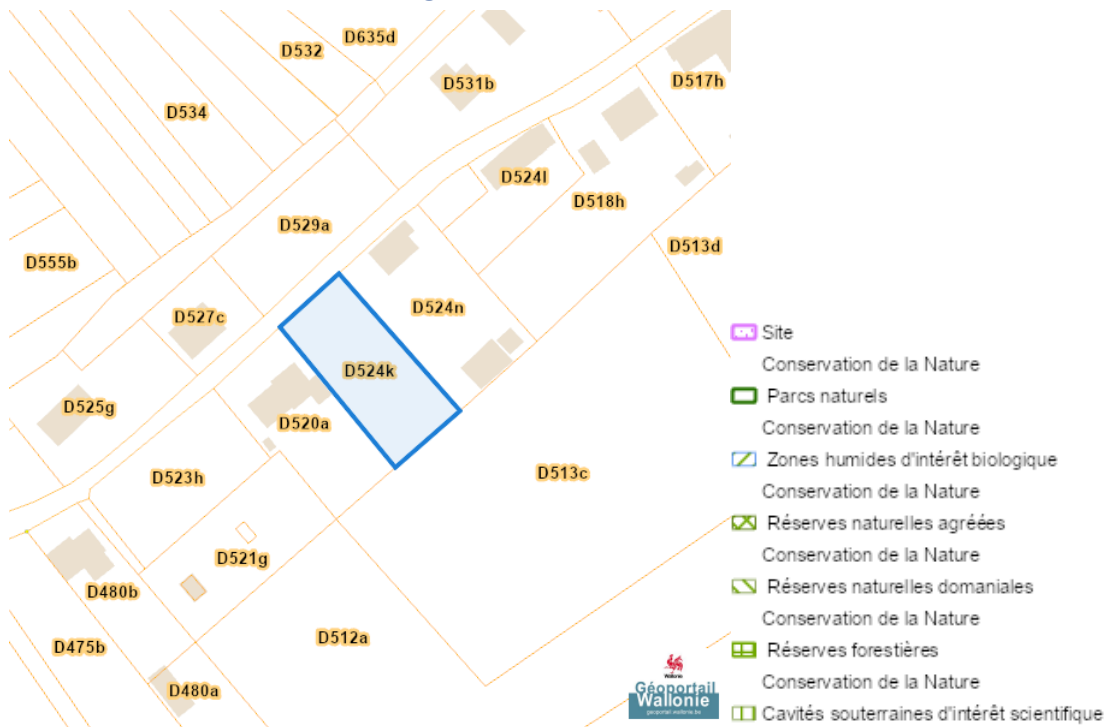 D635d
D532
D531b
D517h
D534
D524l
D518h
D529a
D513d
D555b
D524n
D527c
D524k
D525g
D520a
D513c
D523h
D521g
D480b
D512a
D475b
D480a
Wallonie
Géoportail
Wallonie
geoportail.wallonie.be
Site
Conservation de la Nature
Parcs naturels
Conservation de la Nature
Zones humides d'intérêt biologique
Conservation de la Nature
Réserves naturelles agréées
Conservation de la Nature
Réserves naturelles domaniales
Conservation de la Nature
Réserves forestières
Conservation de la Nature
Cavités souterraines d'intérêt scientifique